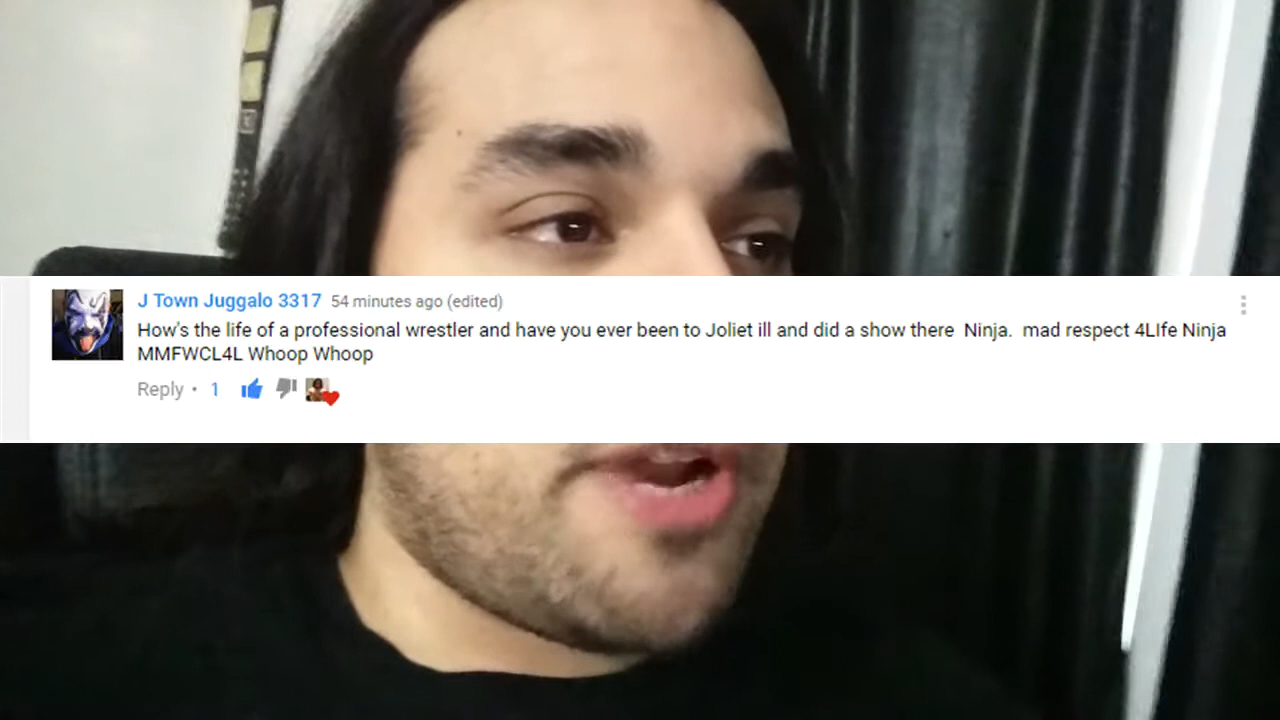 J Town Juggalo 3317 54 minutes ago (edited)
How's the life of a professional wrestler and have you ever been to Joliet ill and did a show there  Ninja.  mad respect 4LIfe Ninja
MMFWCL4L Whoop Whoop
Reply • 1